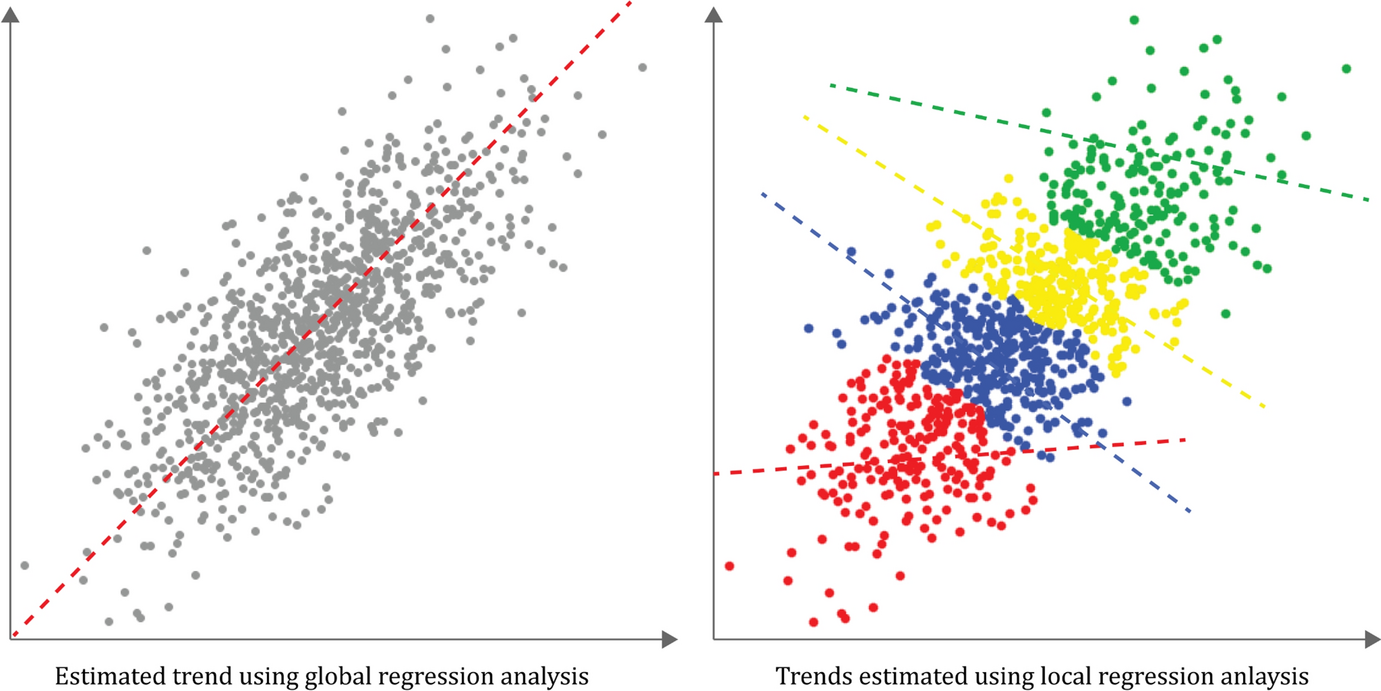 Estimated trend using global regression analysis
Trends estimated using local regression anlaysis